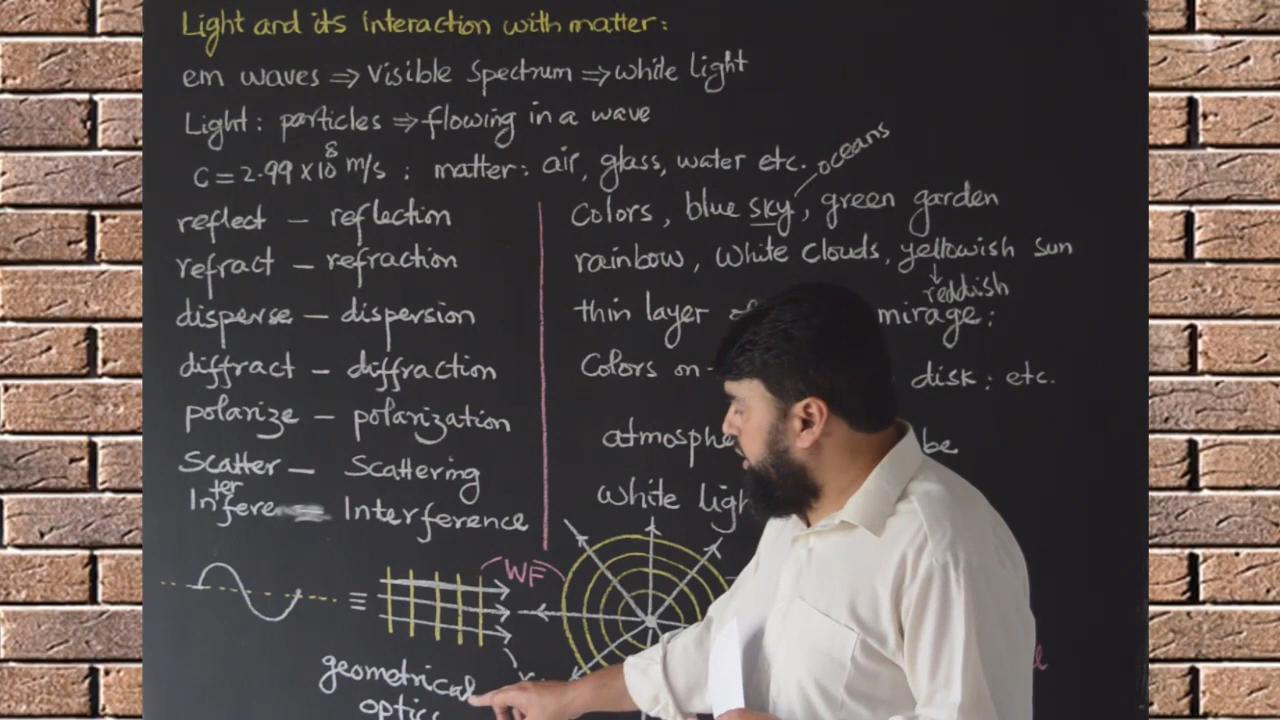 Light and its interaction with matter:
em waves ⇒ Visible Spectrum ⇒ white light
Light: particles ⇒ flowing in a wave
C = 2.99 × 10⁸ m/s ; matter: air, glass, water etc.
oceans
reflect – reflection
refract – refraction
disperse – dispersion
diffract – diffraction
polarize – polarization
Scatter – Scattering
Interfere – Interference
Colors, blue sky, green garden
rainbow, White Clouds, yellowish sun
reddish
thin layer mirage:
Colors on disk; etc.
be
white
WF
≡
geometrical
optics